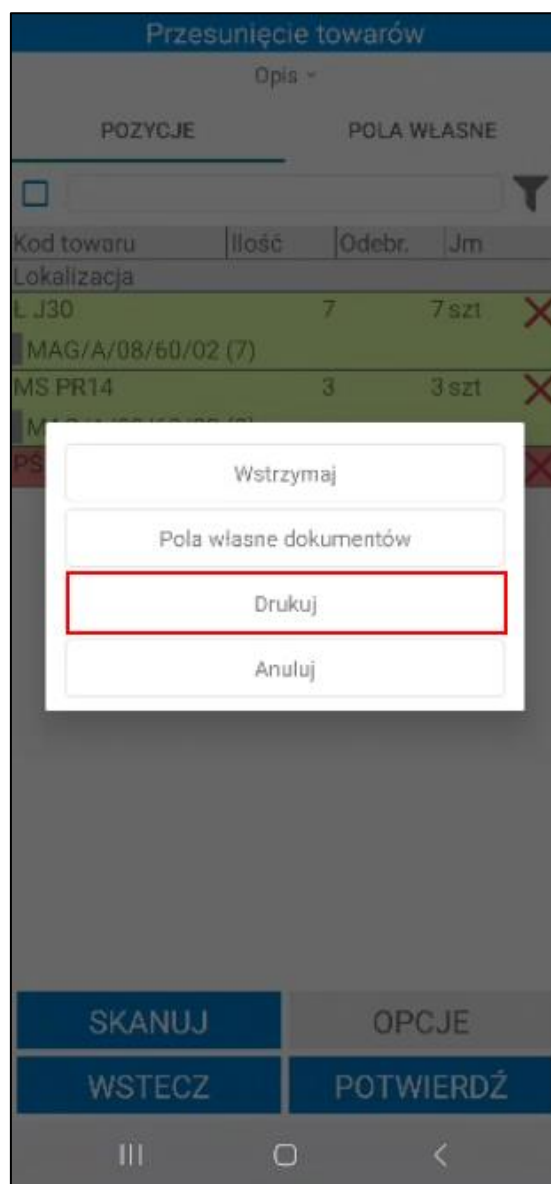 Przesunięcie towarów
Opis
POZYCJE POLA WŁASNE
Kod towaru Ilość Odebr. Jm
Lokalizacja
Ł J30 7 7 szt
MAG/A/08/60/02 (7)
MS PR14 3 3 szt
Wstrzymaj
Pola własne dokumentów
Drukuj
Anuluj
SKANUJ OPCJE
WSTECZ POTWIERDŹ